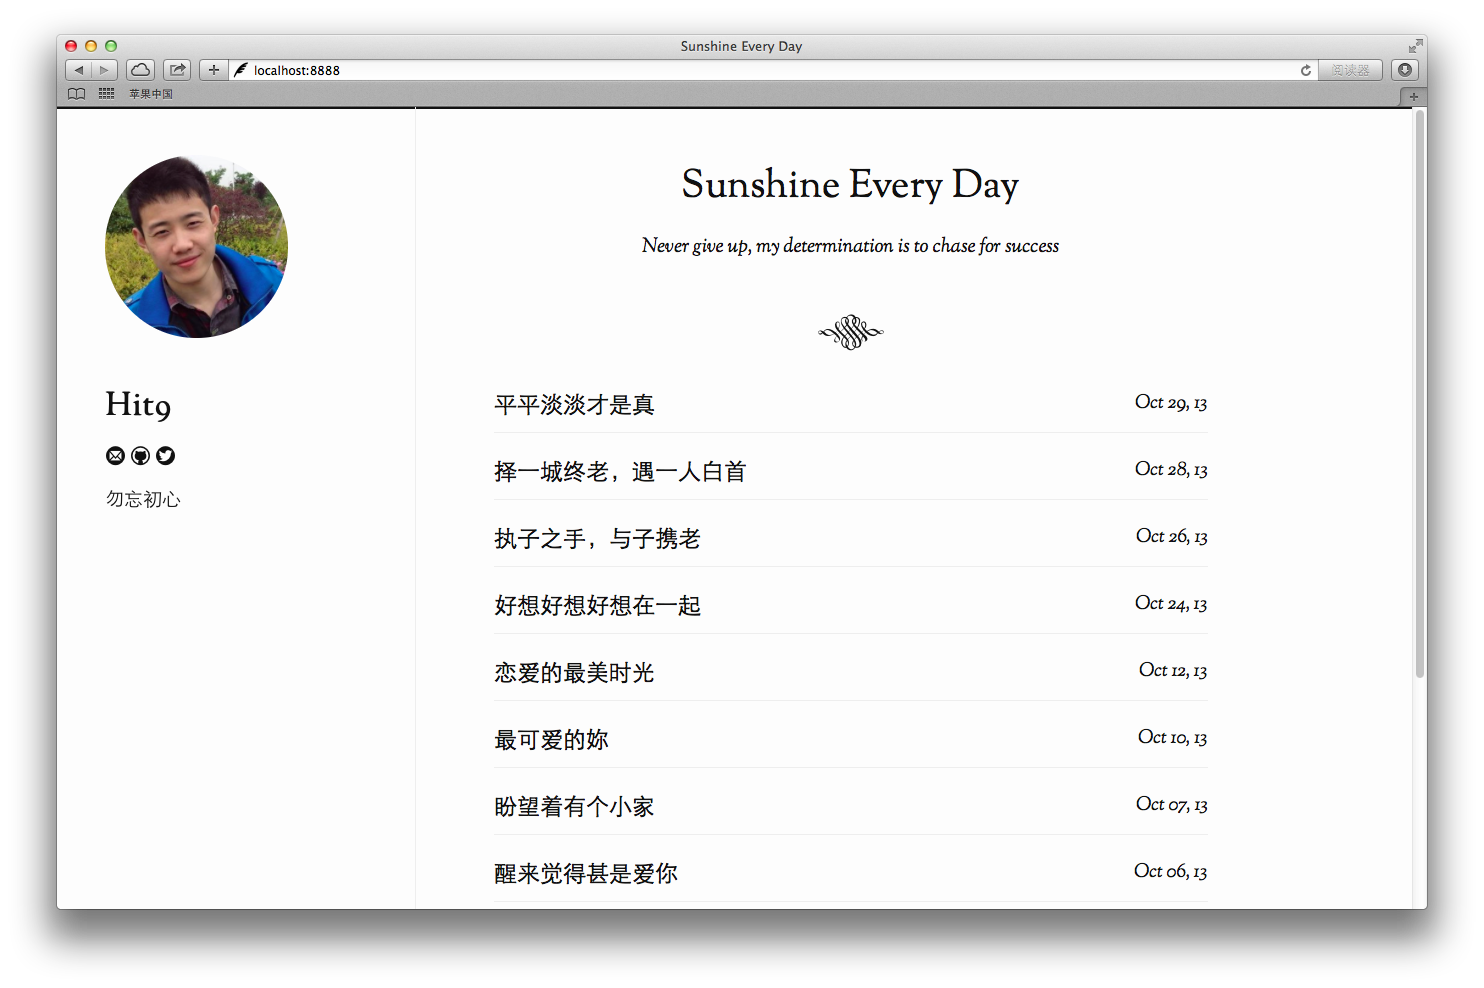 Sunshine Every Day
localhost:8888
阅读器
苹果中国
Sunshine Every Day
Never give up, my determination is to chase for success
Hit9
勿忘初心
平平淡淡才是真 Oct 29, 13
择一城终老，遇一人白首 Oct 28, 13
执子之手，与子携老 Oct 26, 13
好想好想好想在一起 Oct 24, 13
恋爱的最美时光 Oct 12, 13
最可爱的妳 Oct 10, 13
盼望着有个小家 Oct 07, 13
醒来觉得甚是爱你 Oct 06, 13